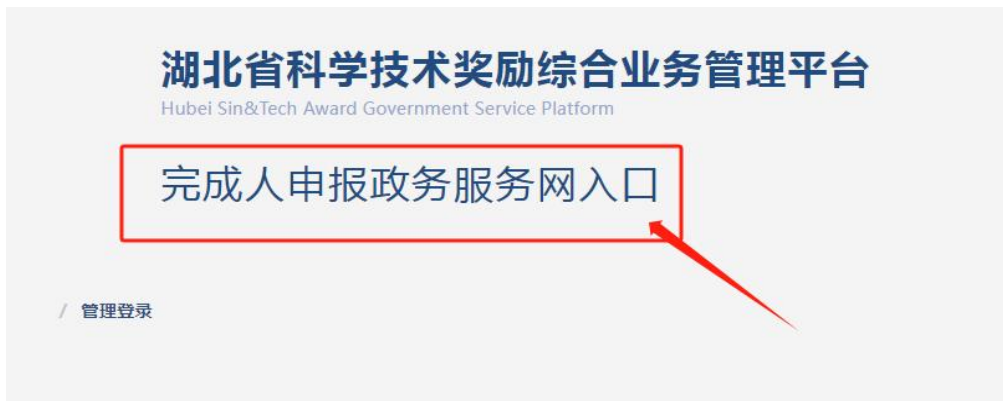 湖北省科学技术奖励综合业务管理平台
Hubei Sin&Tech Award Government Service Platform
完成人申报政务服务网入口
/ 管理登录